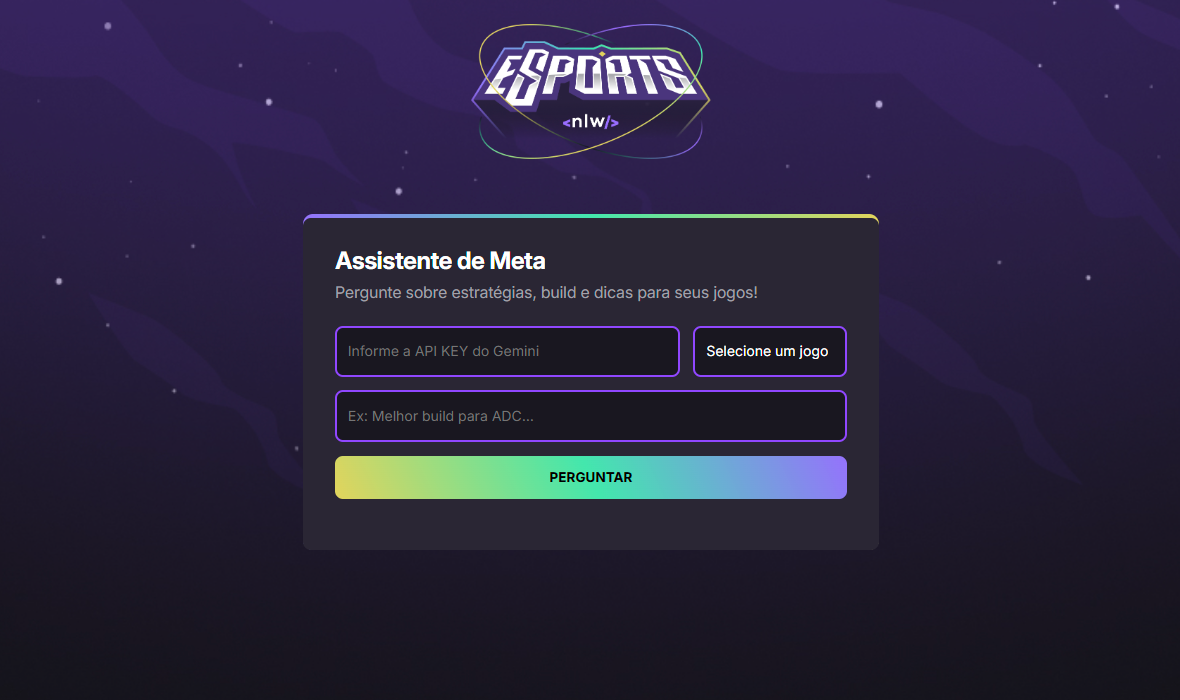 ESPORTS
<nlw/>
Assistente de Meta
Pergunte sobre estratégias, build e dicas para seus jogos!
Informe a API KEY do Gemini
Selecione um jogo
Ex: Melhor build para ADC...
PERGUNTAR